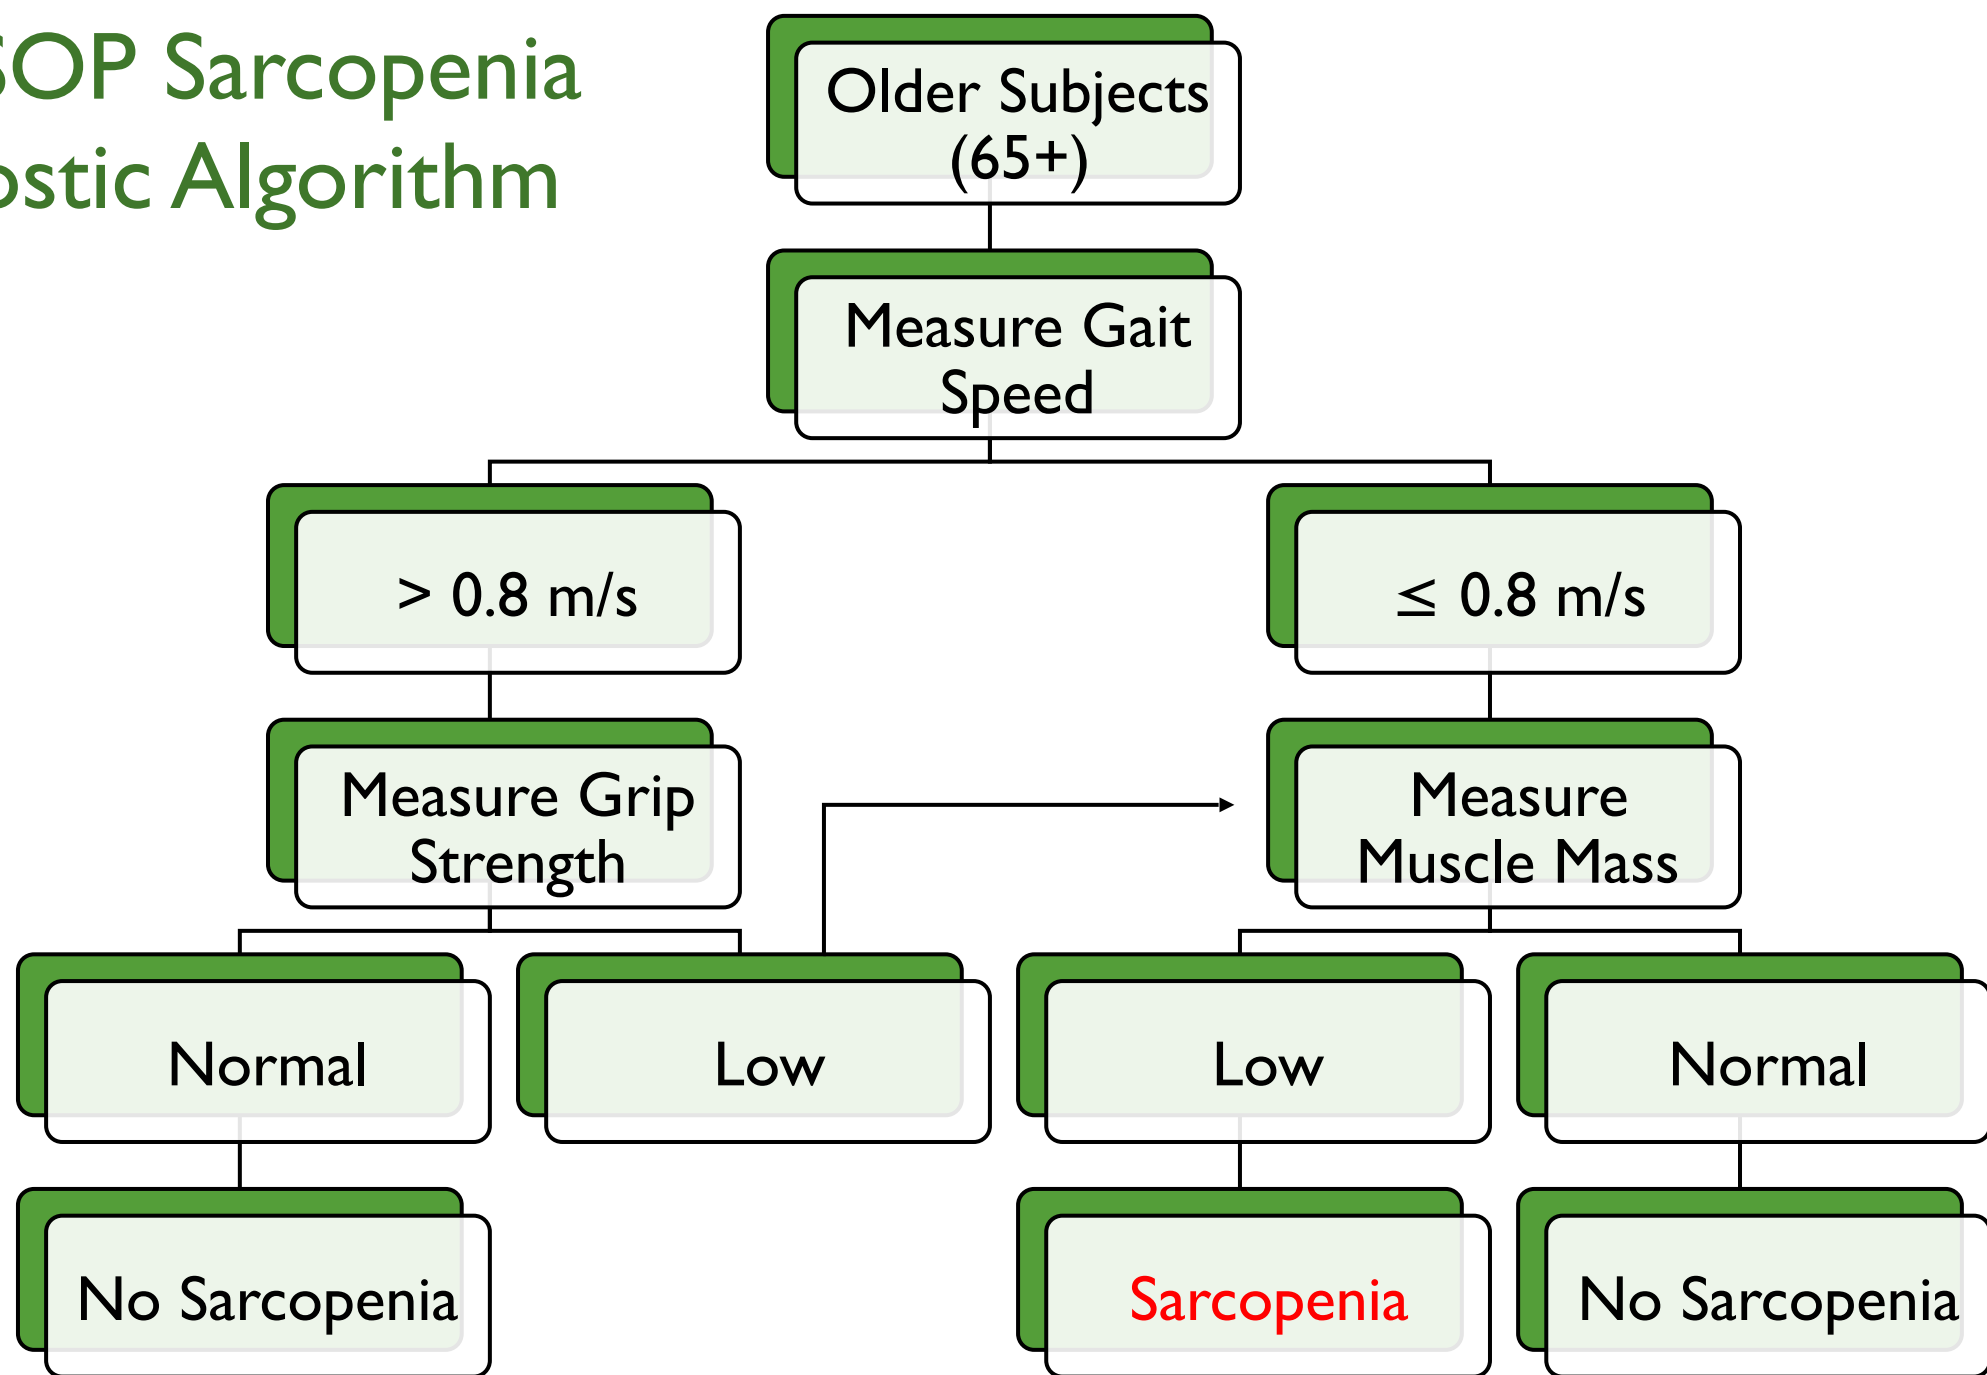 SOP Sarcopenia
ostic Algorithm
Older Subjects
(65+)
Measure Gait
Speed
> 0.8 m/s
≤ 0.8 m/s
Measure Grip
Strength
Measure
Muscle Mass
Normal
Low
Low
Normal
No Sarcopenia
Sarcopenia
No Sarcopenia